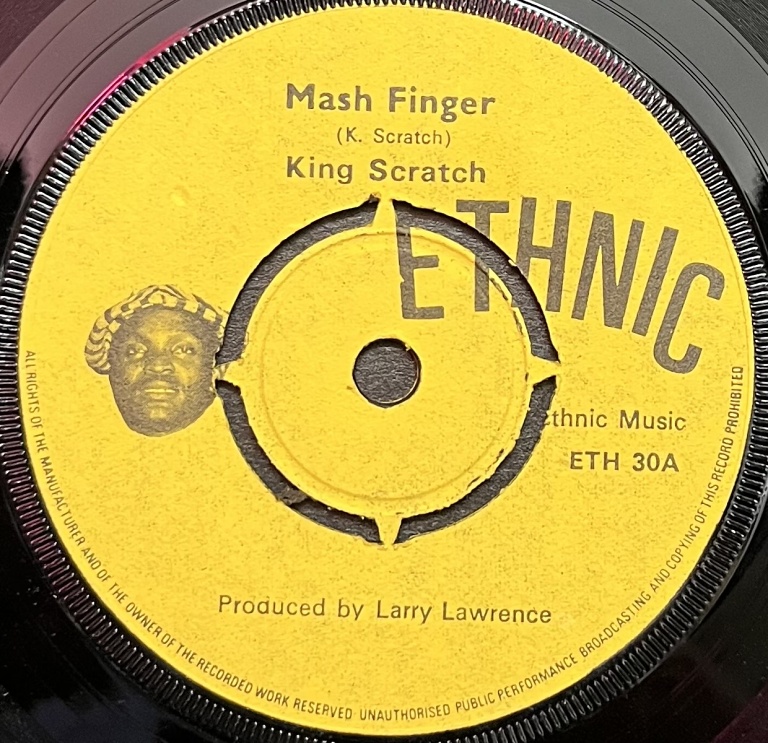 Mash Finger
(K. Scratch)
King Scratch
ETHNIC
Ethnic Music
ETH 30A
Produced by Larry Lawrence
ALL RIGHTS OF THE MANUFACTURER AND OF THE OWNER OF THE RECORDED WORK RESERVED UNAUTHORISED PUBLIC PERFORMANCE BROADCASTING AND COPYING OF THIS RECORD PROHIBITED